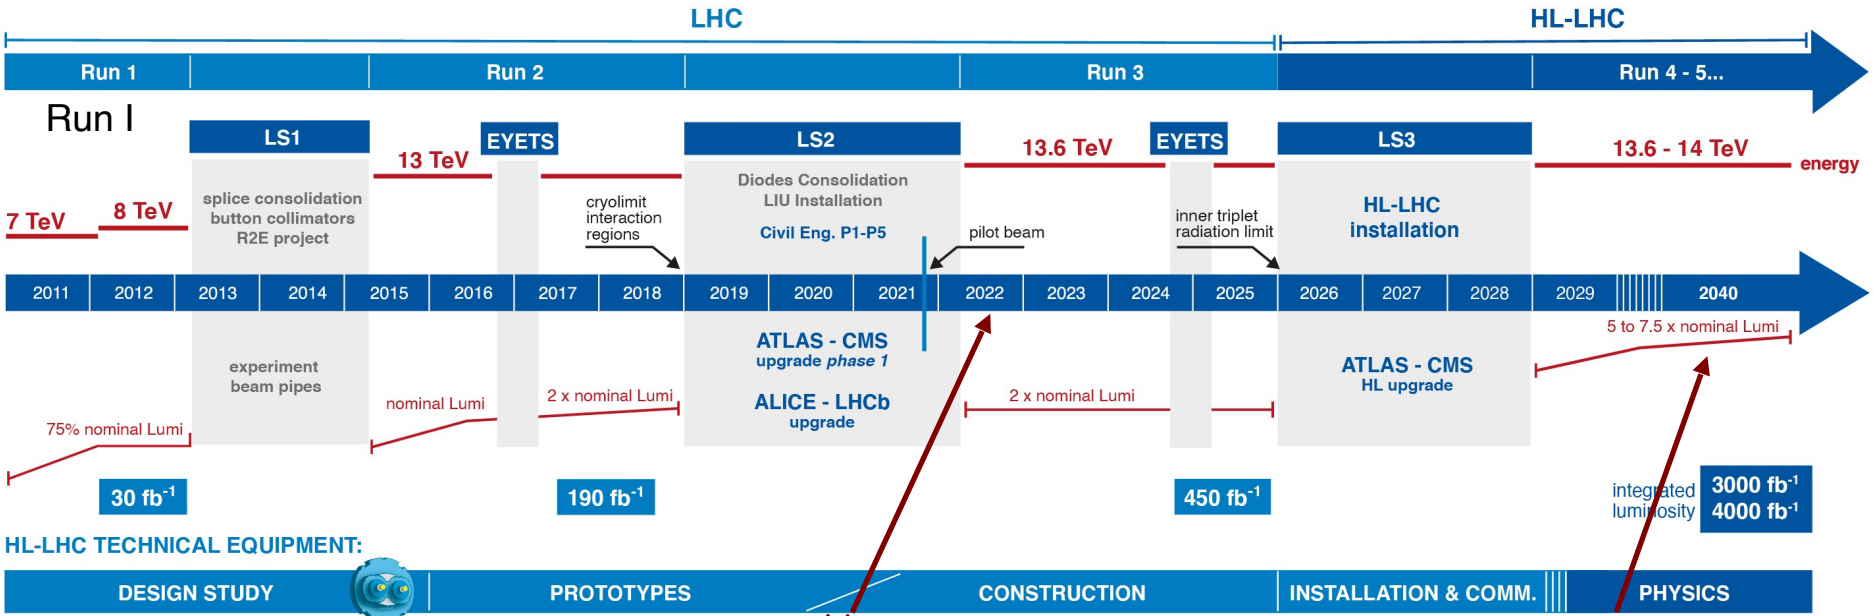 LHC
HL-LHC
Run 1
Run 2
Run 3
Run 4 - 5...
Run I
LS1
EYETS
LS2
EYETS
LS3
13 TeV
13.6 TeV
13.6 - 14 TeV
energy
7 TeV
8 TeV
splice consolidation
button collimators
R2E project
cryolimit
interaction
regions
Diodes Consolidation
LIU Installation
Civil Eng. P1-P5
pilot beam
inner triplet
radiation limit
HL-LHC
installation
2011
2012
2013
2014
2015
2016
2017
2018
2019
2020
2021
2022
2023
2024
2025
2026
2027
2028
2029
2040
5 to 7.5 x nominal Lumi
experiment
beam pipes
ATLAS - CMS
upgrade phase 1
ALICE - LHCb
upgrade
ATLAS - CMS
HL upgrade
75% nominal Lumi
nominal Lumi
2 x nominal Lumi
2 x nominal Lumi
30 fb-1
190 fb-1
450 fb-1
integrated
luminosity
3000 fb-1
4000 fb-1
HL-LHC TECHNICAL EQUIPMENT:
DESIGN STUDY
PROTOTYPES
CONSTRUCTION
INSTALLATION & COMM.
PHYSICS